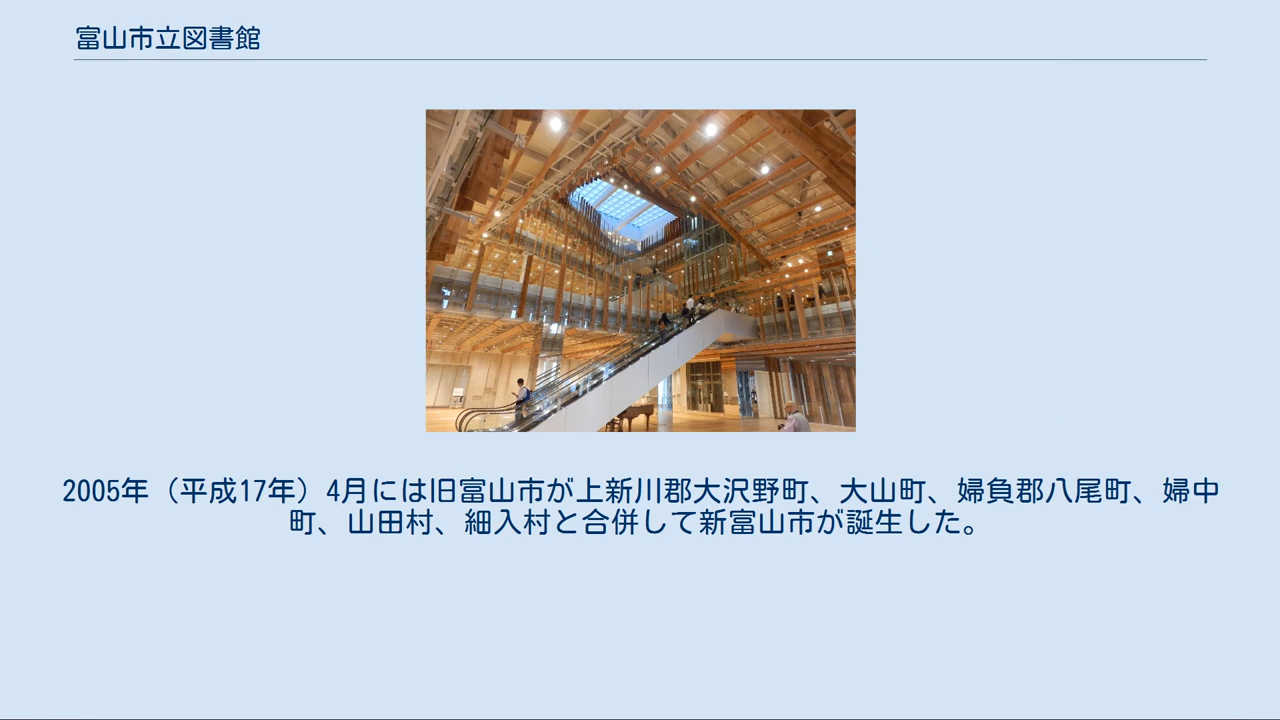 富山市立図書館
2005年（平成17年）4月には旧富山市が上新川郡大沢野町、大山町、婦負郡八尾町、婦中
町、山田村、細入村と合併して新富山市が誕生した。